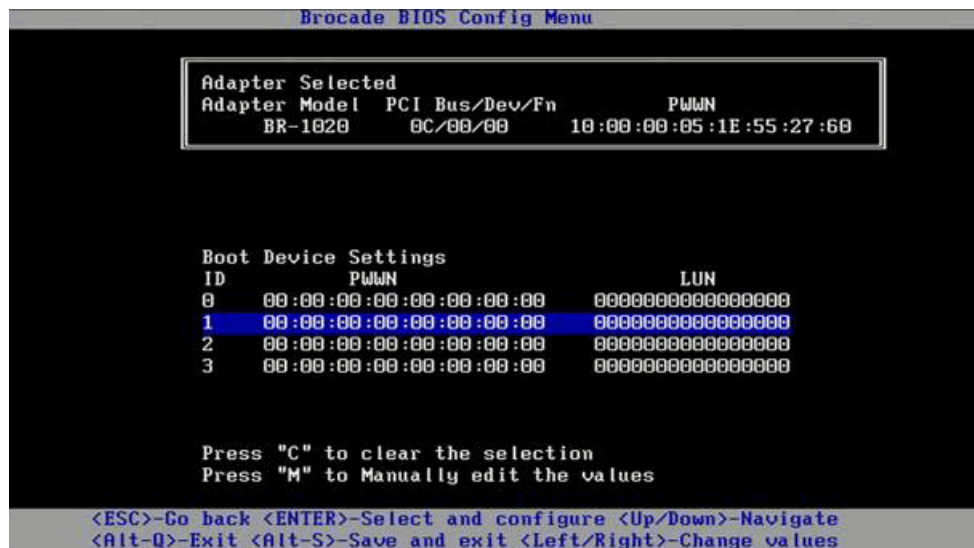 Brocade BIOS Config Menu
Adapter Selected
Adapter Model PCI Bus/Dev/Fn PWWN
BR-1020 0C/00/00 10:00:00:05:1E:55:27:60
Boot Device Settings
ID PWWN LUN
0 00:00:00:00:00:00:00:00 0000000000000000
1 00:00:00:00:00:00:00:00 0000000000000000
2 00:00:00:00:00:00:00:00 0000000000000000
3 00:00:00:00:00:00:00:00 0000000000000000
Press "C" to clear the selection
Press "M" to Manually edit the values
<ESC>-Go back <ENTER>-Select and configure <Up/Down>-Navigate
<Alt-Q>-Exit <Alt-S>-Save and exit <Left/Right>-Change values